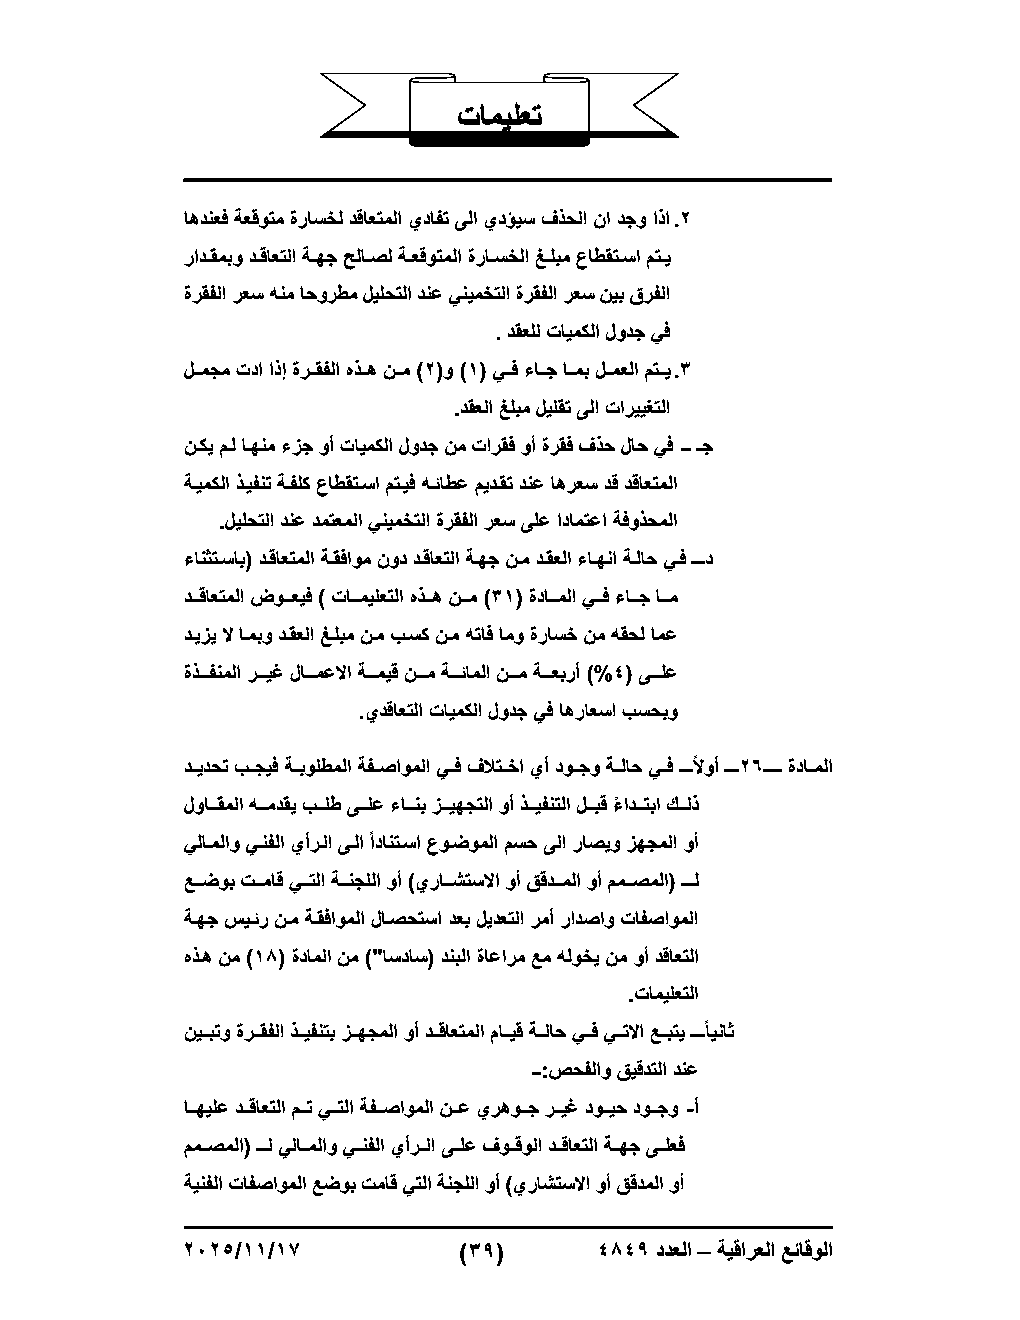 تعليمات
٢. اذا وجد ان الحذف سيؤدي الى تفادي المتعاقد لخسارة متوقعة فعندها
يتم استقطاع مبلغ الخسارة المتوقعة لصالح جهة التعاقد وبمقدار
الفرق بين سعر الفقرة التخميني عند التحليل مطروحا منه سعر الفقرة
في جدول الكميات للعقد .
٣. يتم العمل بما جاء في (١) و(٢) من هذه الفقرة إذا ادت مجمل
التغييرات الى تقليل مبلغ العقد.
جـ – في حال حذف فقرة أو فقرات من جدول الكميات أو جزء منها لم يكن
المتعاقد قد سعرها عند تقديم عطائه فيتم استقطاع كلفة تنفيذ الكمية
المحذوفة اعتمادا على سعر الفقرة التخميني المعتمد عند التحليل.
د– في حالة انهاء العقد من جهة التعاقد دون موافقة المتعاقد (باستثناء
ما جاء في المادة (٣١) من هذه التعليمات ) فيعوض المتعاقد
عما لحقه من خسارة وما فاته من كسب من مبلغ العقد وبما لا يزيد
على (٤%) أربعة من المائة من قيمة الاعمال غير المنفذة
وبحسب اسعارها في جدول الكميات التعاقدي.
المادة –٢٦– أولاً– في حالة وجود أي اختلاف في المواصفة المطلوبة فيجب تحديد
ذلك ابتداءً قبل التنفيذ أو التجهيز بناء على طلب يقدمه المقاول
أو المجهز ويصار الى حسم الموضوع استناداً الى الرأي الفني والمالي
لـ (المصمم أو المدقق أو الاستشاري) أو اللجنة التي قامت بوضع
المواصفات واصدار أمر التعديل بعد استحصال الموافقة من رئيس جهة
التعاقد أو من يخوله مع مراعاة البند (سادسا") من المادة (١٨) من هذه
التعليمات.
ثانياً– يتبع الاتي في حالة قيام المتعاقد أو المجهز بتنفيذ الفقرة وتبين
عند التدقيق والفحص:–
أ- وجود حيود غير جوهري عن المواصفة التي تم التعاقد عليها
فعلى جهة التعاقد الوقوف على الرأي الفني والمالي لـ (المصمم
أو المدقق أو الاستشاري) أو اللجنة التي قامت بوضع المواصفات الفنية
الوقائع العراقية – العدد ٤٨٤٩ (٣٩) ٢٠٢٥/١١/١٧